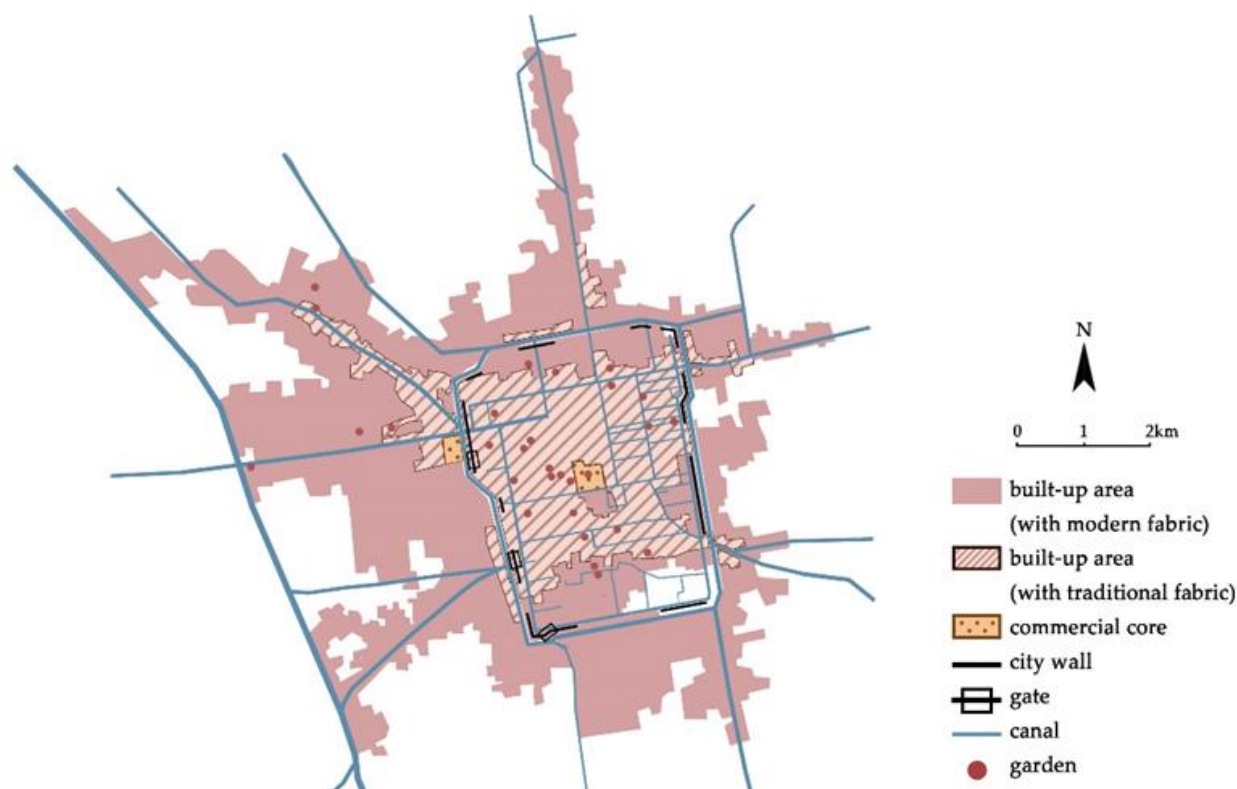 N
0 1 2km
built-up area
(with modern fabric)
built-up area
(with traditional fabric)
commercial core
city wall
gate
canal
garden